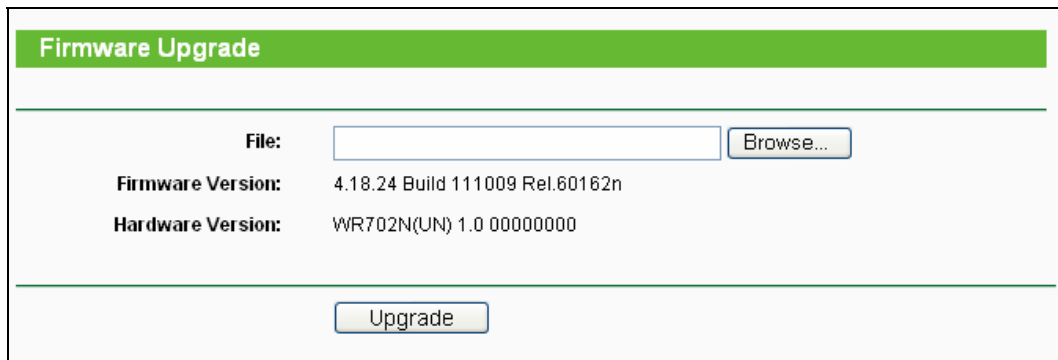 Firmware Upgrade
File: Browse...
Firmware Version: 4.18.24 Build 111009 Rel.60162n
Hardware Version: WR702N(UN) 1.0 00000000
Upgrade